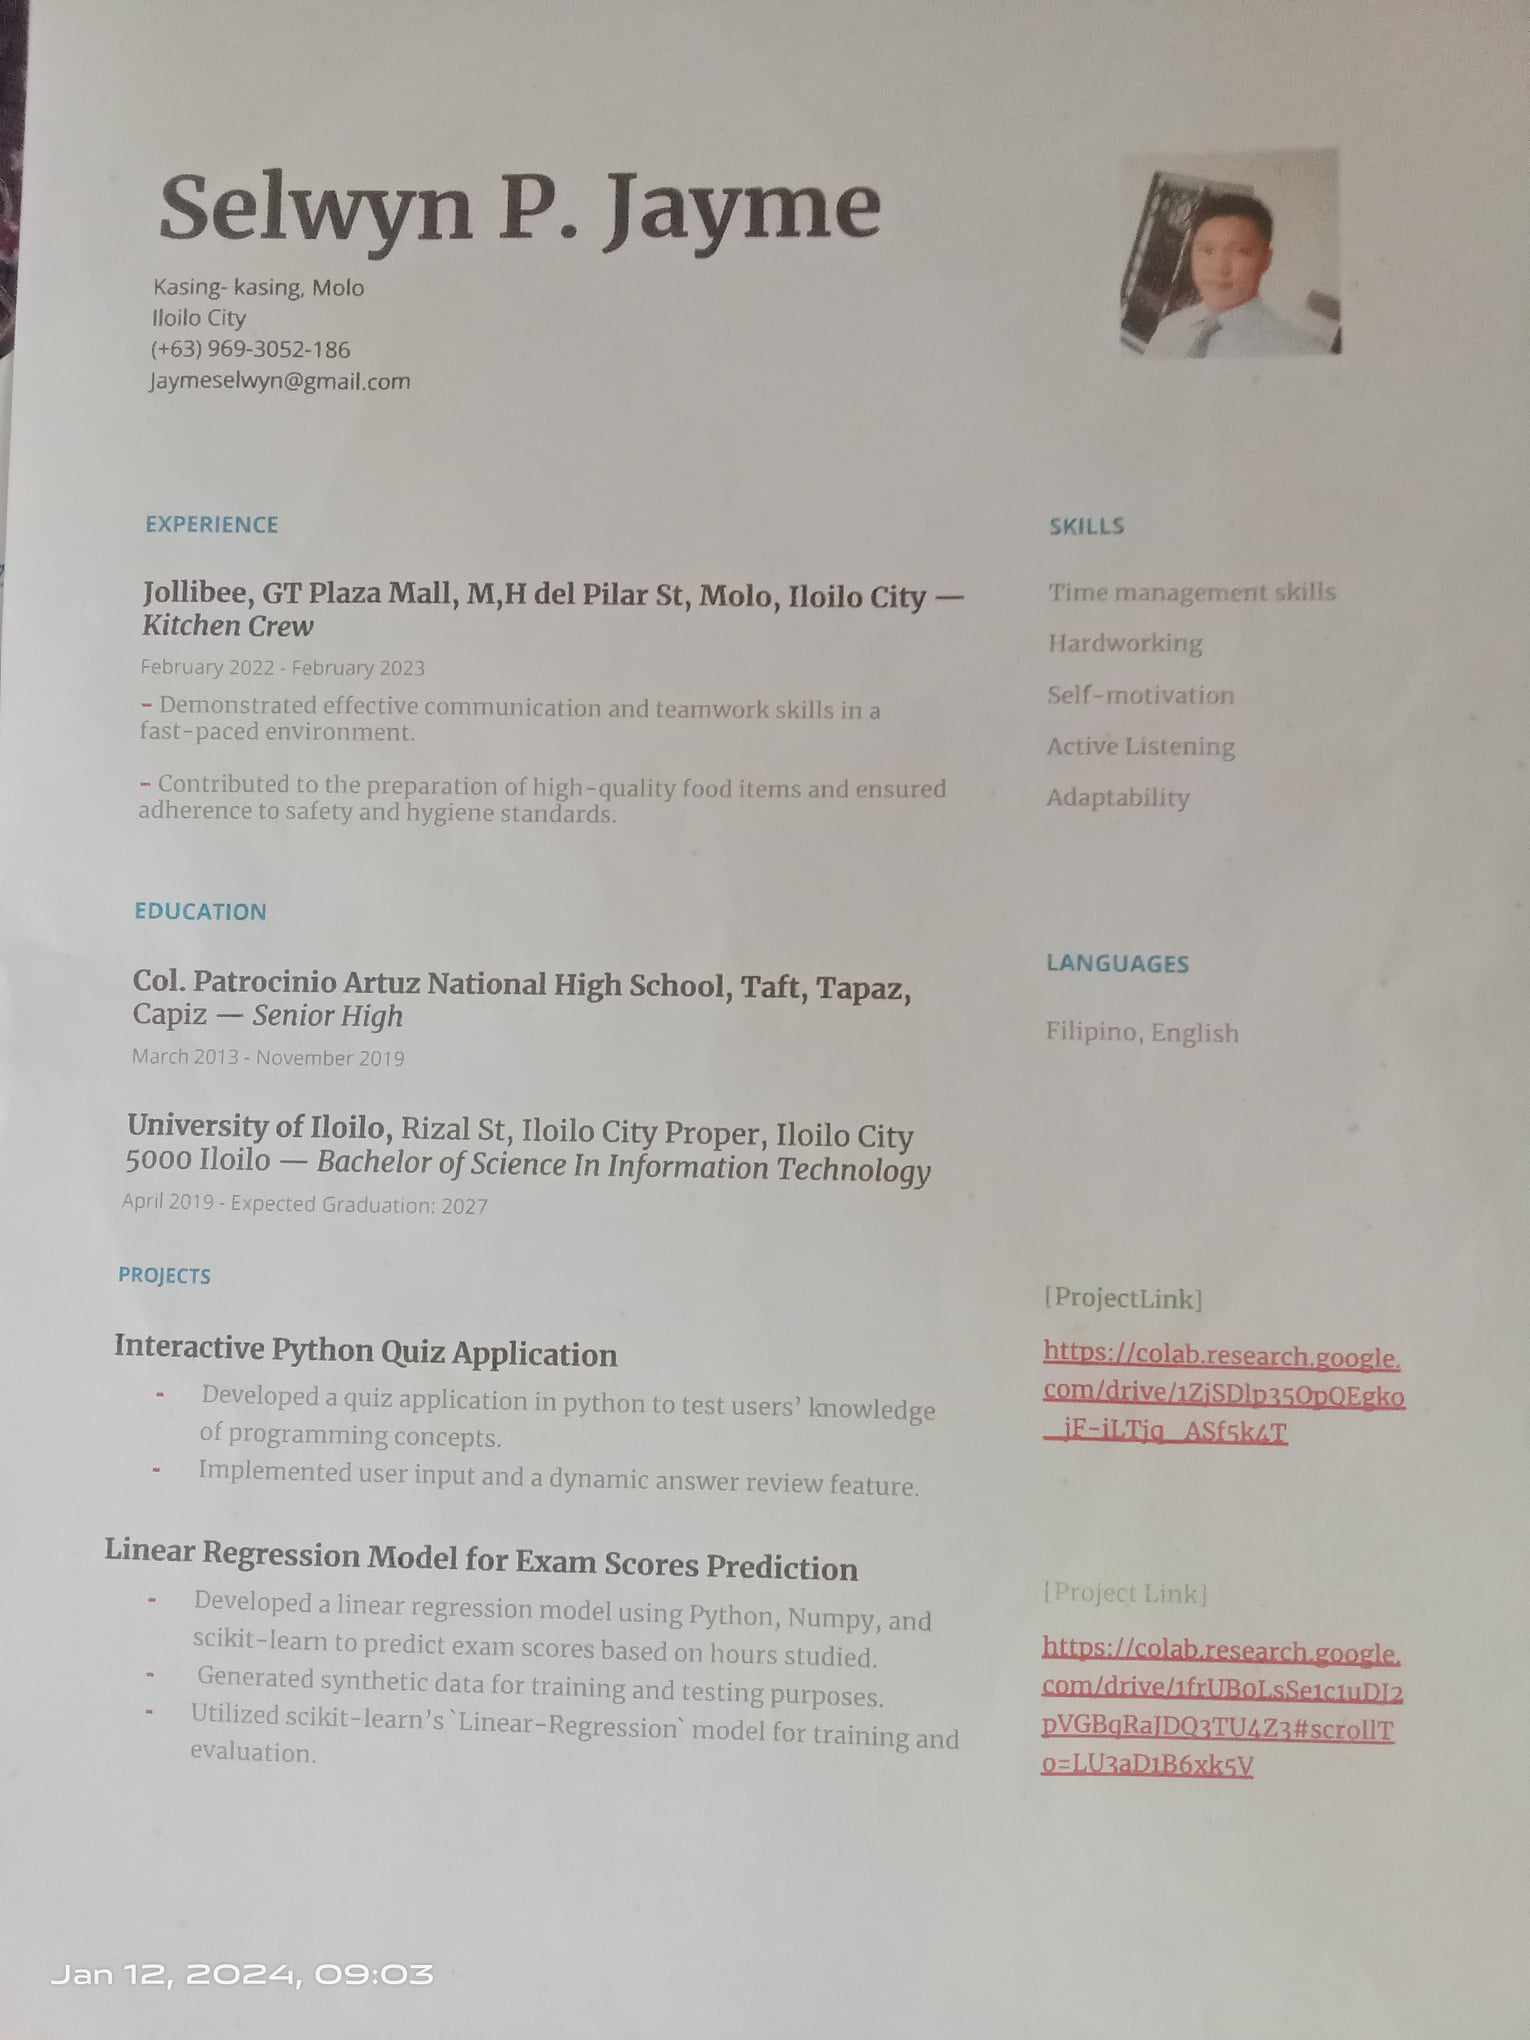 Selwyn P. Jayme
Kasing- kasing, Molo
Iloilo City
(+63) 969-3052-186
Jaymeselwyn@gmail.com
EXPERIENCE
Jollibee, GT Plaza Mall, M,H del Pilar St, Molo, Iloilo City —
Kitchen Crew
February 2022 - February 2023
- Demonstrated effective communication and teamwork skills in a
fast-paced environment.
- Contributed to the preparation of high-quality food items and ensured
adherence to safety and hygiene standards.
EDUCATION
Col. Patrocinio Artuz National High School, Taft, Tapaz,
Capiz — Senior High
March 2013 - November 2019
University of Iloilo, Rizal St, Iloilo City Proper, Iloilo City
5000 Iloilo — Bachelor of Science In Information Technology
April 2019 - Expected Graduation: 2027
PROJECTS
Interactive Python Quiz Application
- Developed a quiz application in python to test users’ knowledge
of programming concepts.
- Implemented user input and a dynamic answer review feature.
Linear Regression Model for Exam Scores Prediction
- Developed a linear regression model using Python, Numpy, and
scikit-learn to predict exam scores based on hours studied.
- Generated synthetic data for training and testing purposes.
- Utilized scikit-learn’s `Linear-Regression` model for training and
evaluation.
SKILLS
Time management skills
Hardworking
Self-motivation
Active Listening
Adaptability
LANGUAGES
Filipino, English
[ProjectLink]
https://colab.research.google.
com/drive/1ZjSDlp35OpQEgko
_jF-iLTjq_ASf5k4T
[Project Link]
https://colab.research.google.
com/drive/1frUBoLsSe1c1uDI2
pVGBqRaJDQ3TU4Z3#scrollT
o=LU3aD1B6xk5V
Jan 12, 2024, 09:03